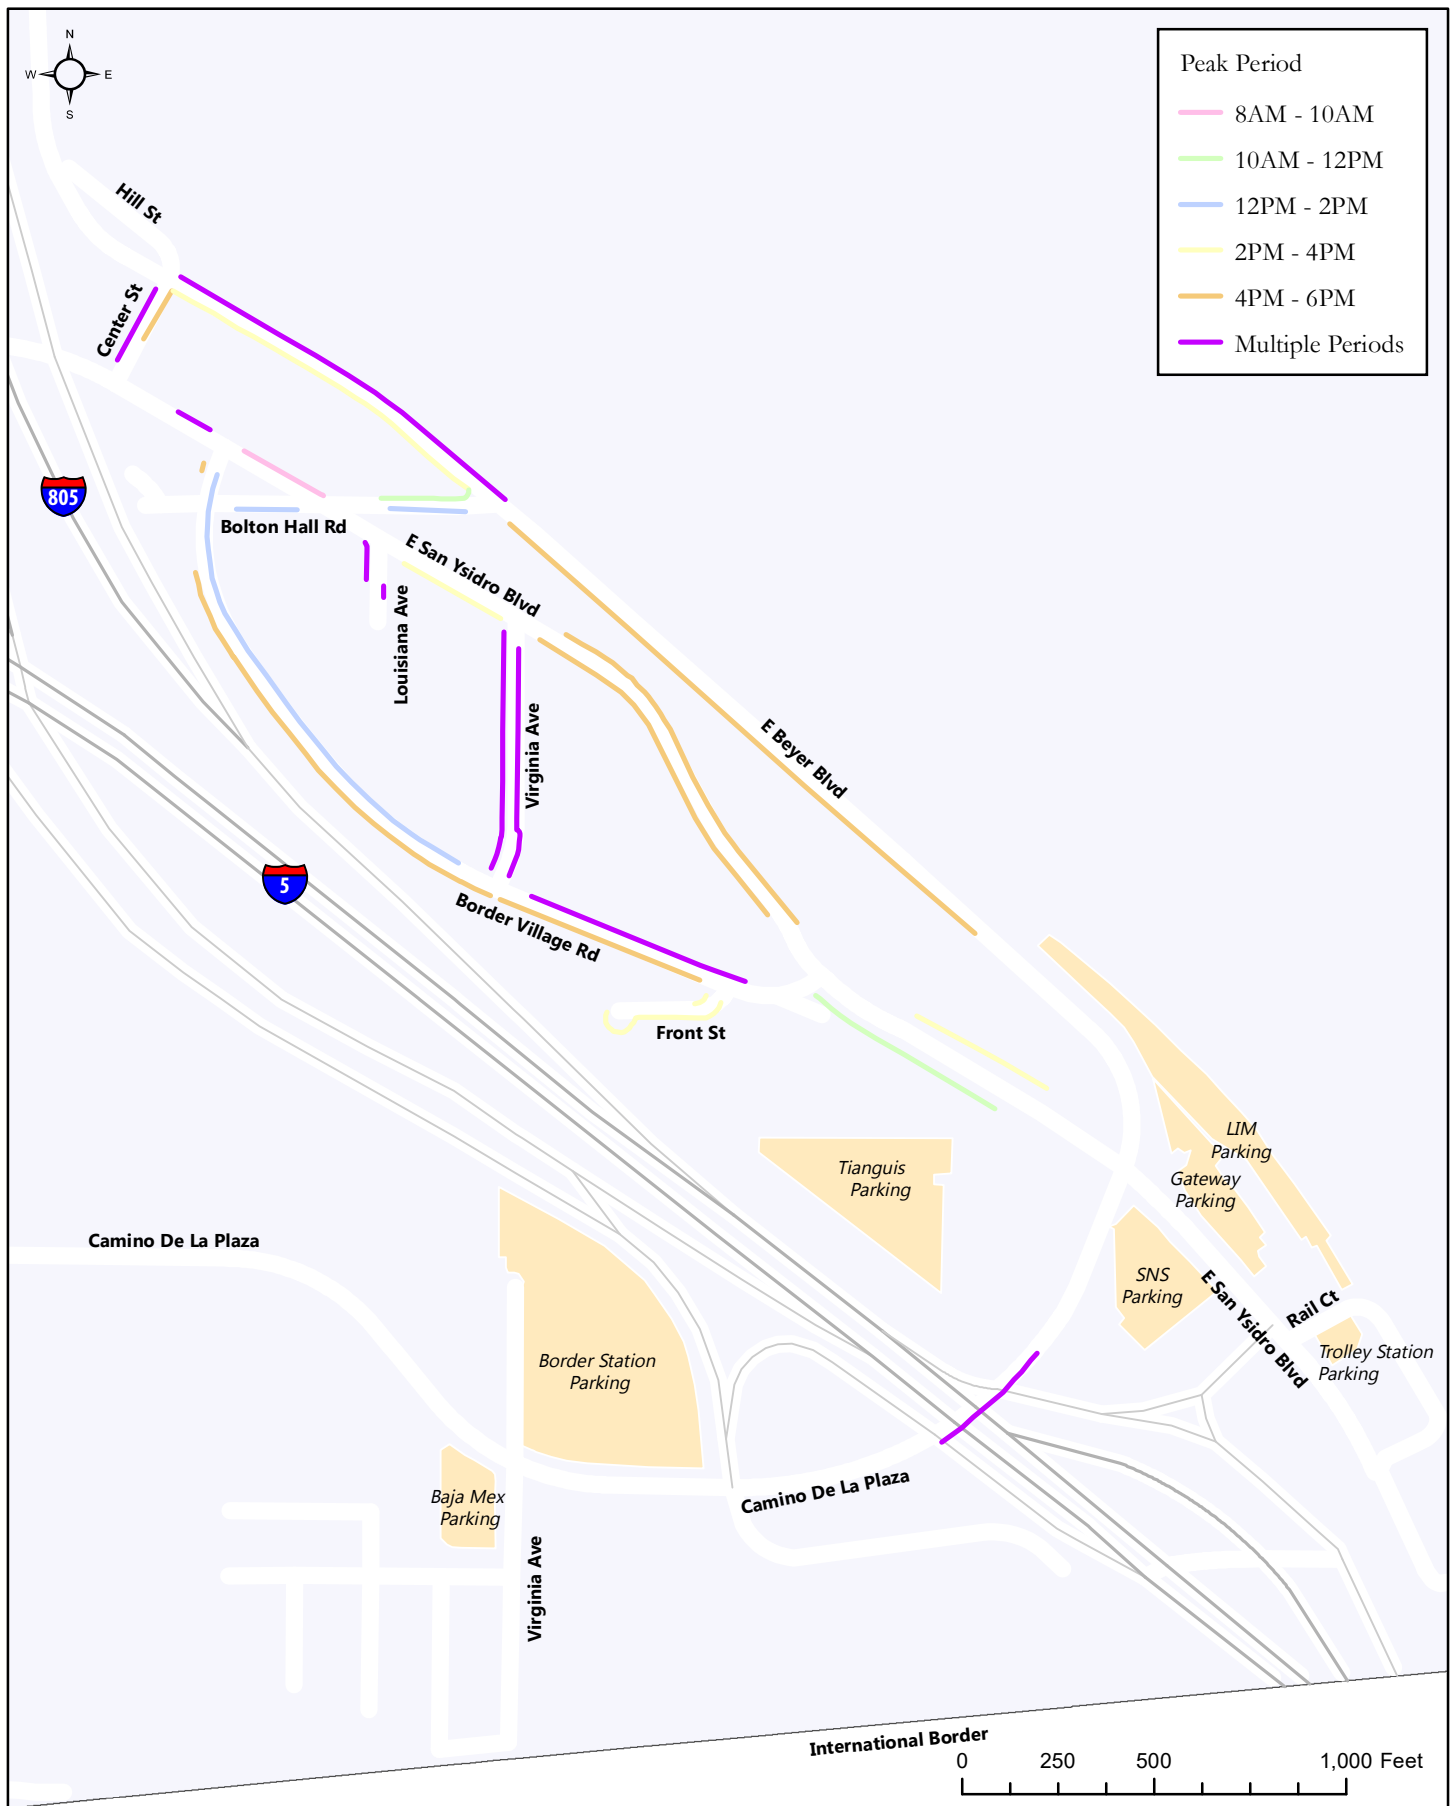 N
W E
S
Peak Period
8AM - 10AM
10AM - 12PM
12PM - 2PM
2PM - 4PM
4PM - 6PM
Multiple Periods
Hill St
Center St
805
Bolton Hall Rd
E San Ysidro Blvd
Louisiana Ave
Virginia Ave
E Beyer Blvd
5
Border Village Rd
Front St
LIM
Parking
Tianguis
Parking
Gateway
Parking
Camino De La Plaza
SNS
Parking
E San Ysidro Blvd
Rail Ct
Trolley Station
Parking
Border Station
Parking
Baja Mex
Parking
Camino De La Plaza
Virginia Ave
International Border
0 250 500 1,000 Feet